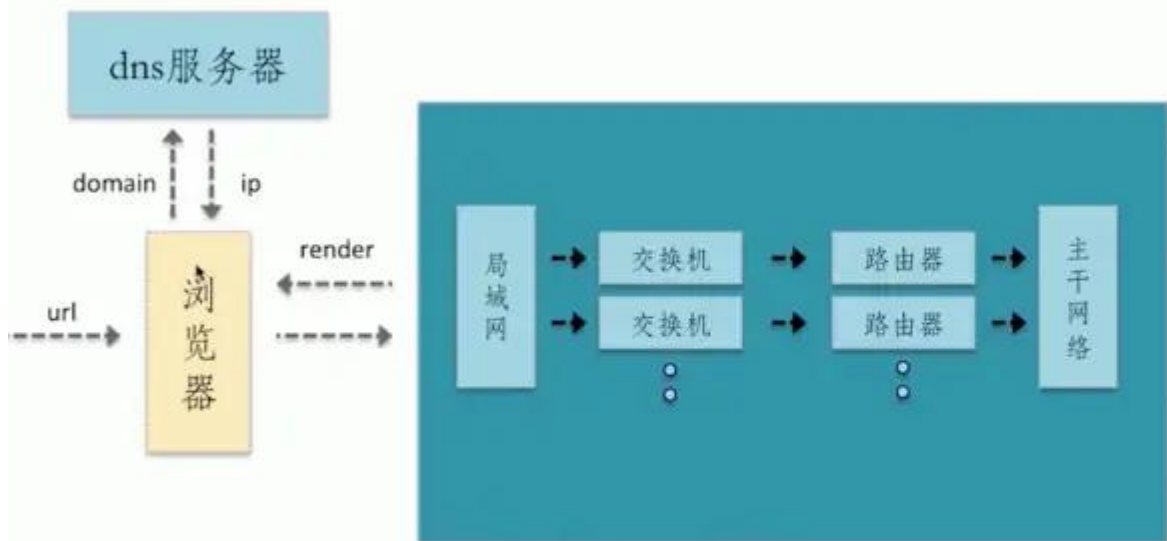 dns服务器
domain
ip
url
浏览器
render
局域网
交换机
路由器
交换机
路由器
主干网络